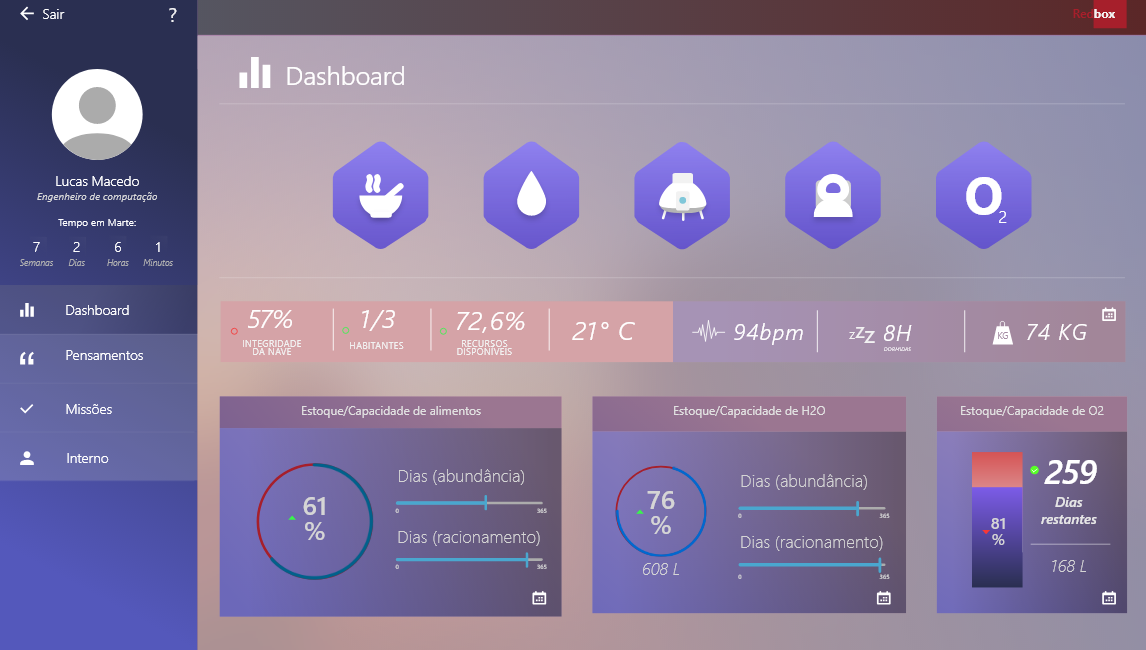 Sair
?
Redbox
Dashboard
Lucas Macedo
Engenheiro de computação
Tempo em Marte:
7 2 6 1
Semanas Dias Horas Minutos
Dashboard
Pensamentos
Missões
Interno
O2
57%
INTEGRIDADE
DA NAVE
1/3
HABITANTES
72,6%
RECURSOS
DISPONÍVEIS
21° C
94bpm
zzZZ 8H
DORMIDAS
KG
74 KG
Estoque/Capacidade de alimentos
61
%
Dias (abundância)
0 365
Dias (racionamento)
0 365
Estoque/Capacidade de H2O
76
%
608 L
Dias (abundância)
0 365
Dias (racionamento)
0 365
Estoque/Capacidade de O2
81
%
259
Dias
restantes
168 L